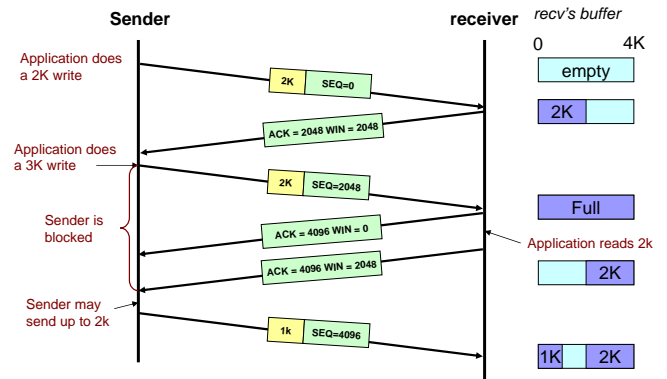 Sender
receiver
recv's buffer
0 4K
Application does
a 2K write
2K SEQ=0
empty
2K
ACK = 2048 WIN = 2048
Application does
a 3K write
2K SEQ=2048
Full
Sender is
blocked
ACK = 4096 WIN = 0
Application reads 2k
ACK = 4096 WIN = 2048
2K
Sender may
send up to 2k
1k SEQ=4096
1K 2K